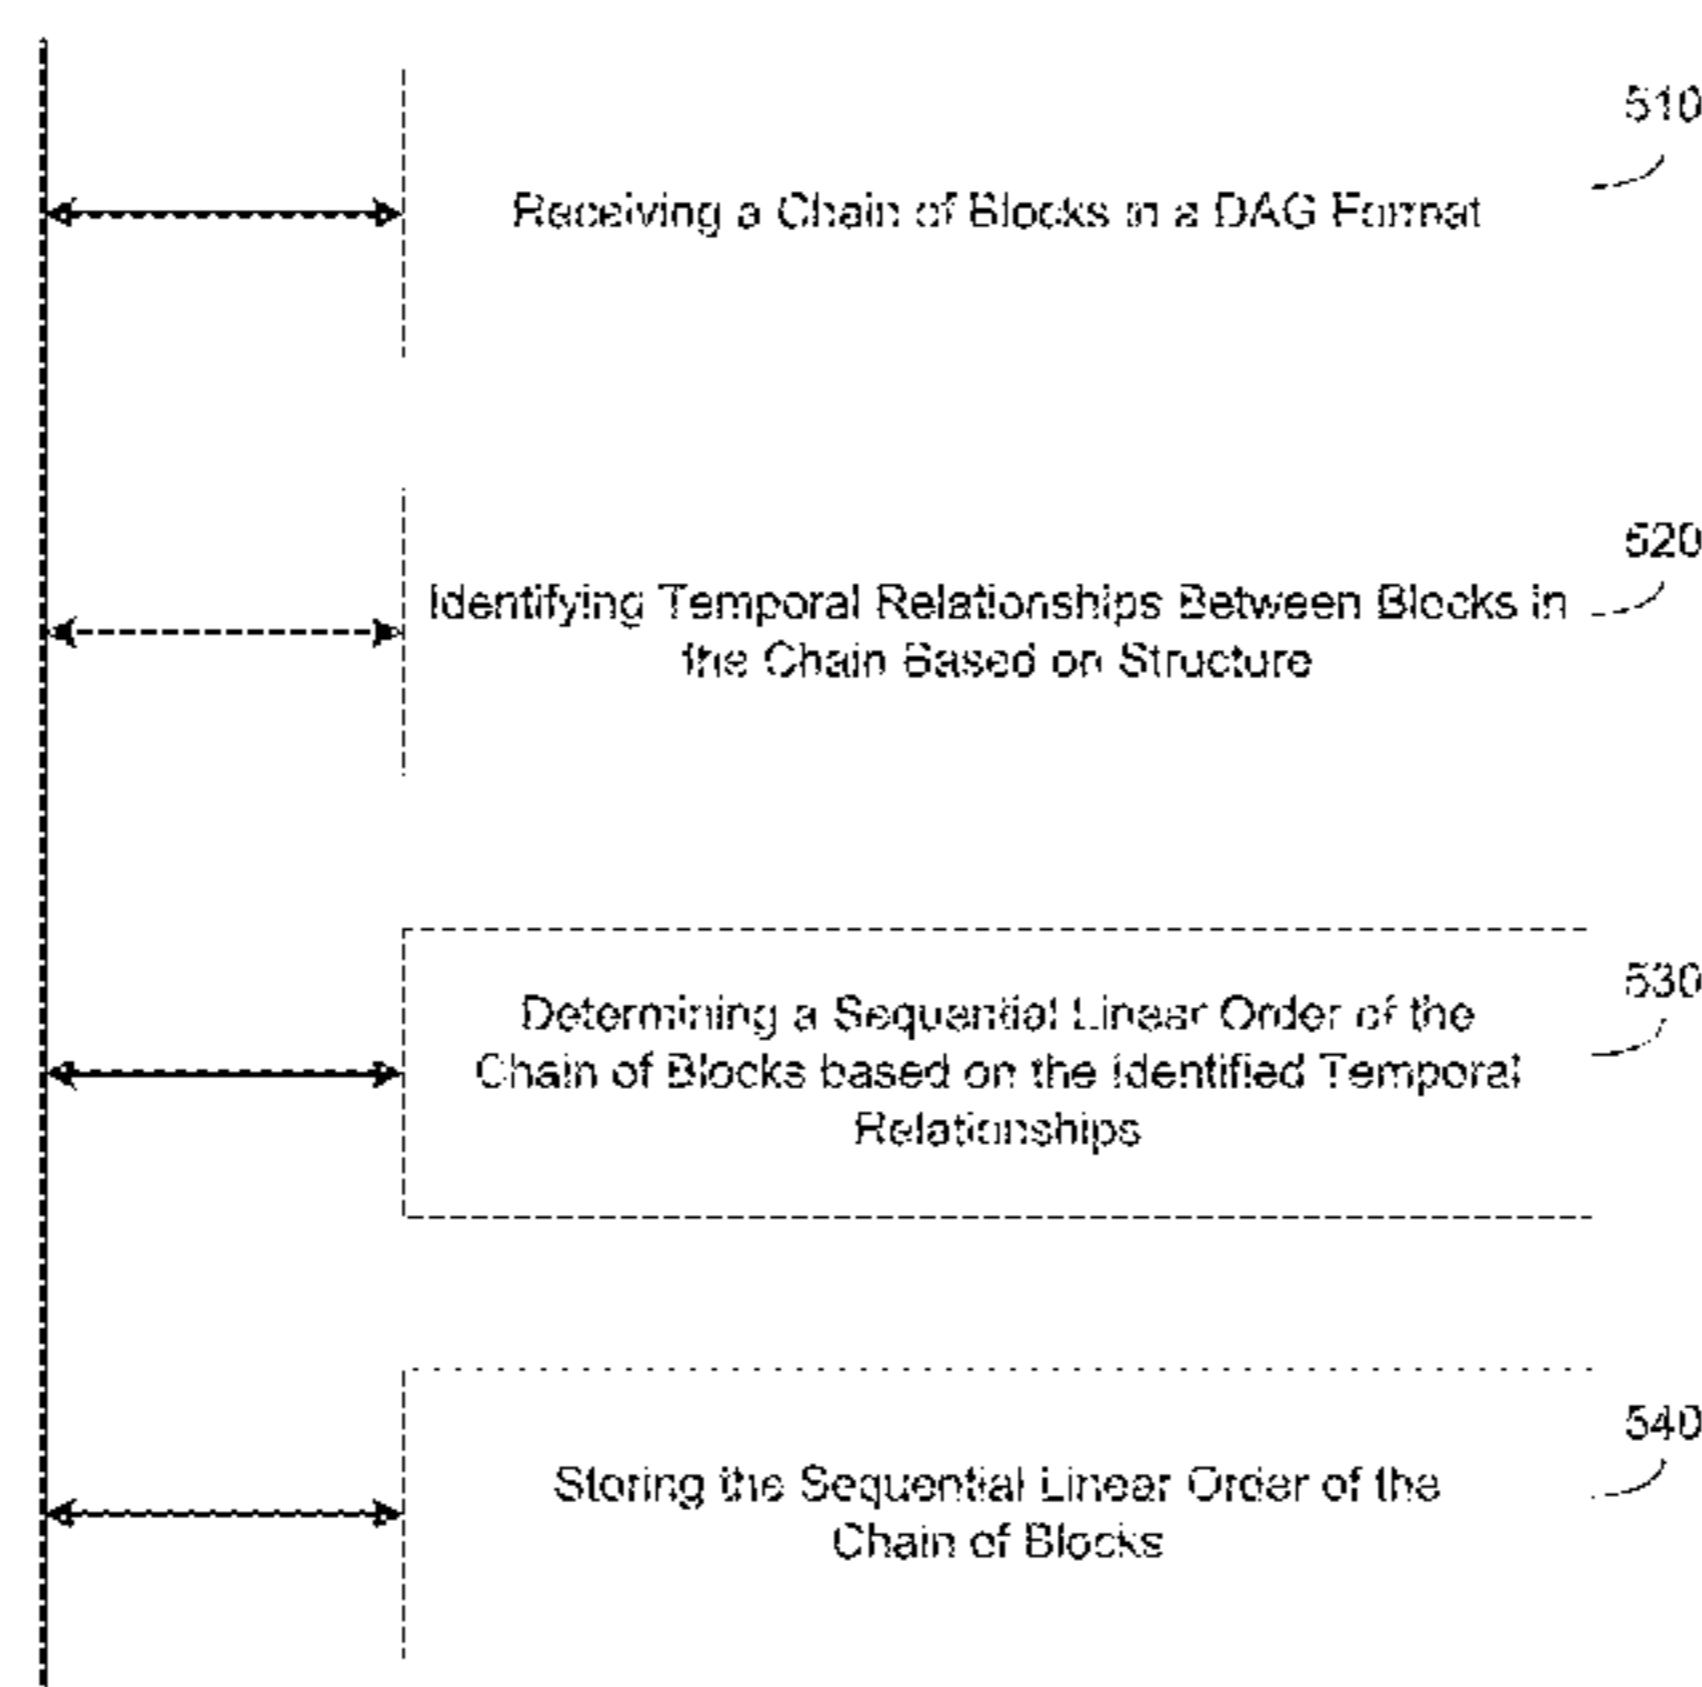 510
Receiving a Chain of Blocks in a DAG Format
520
Identifying Temporal Relationships Between Blocks in
the Chain Based on Structure
530
Determining a Sequential Linear Order of the
Chain of Blocks based on the Identified Temporal
Relationships
540
Storing the Sequential Linear Order of the
Chain of Blocks